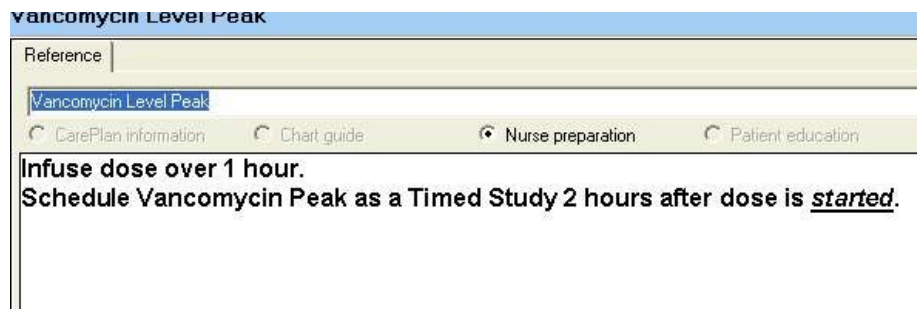 Vancomycin Level Peak
Reference
Vancomycin Level Peak
CarePlan information Chart guide Nurse preparation Patient education
Infuse dose over 1 hour.
Schedule Vancomycin Peak as a Timed Study 2 hours after dose is started.